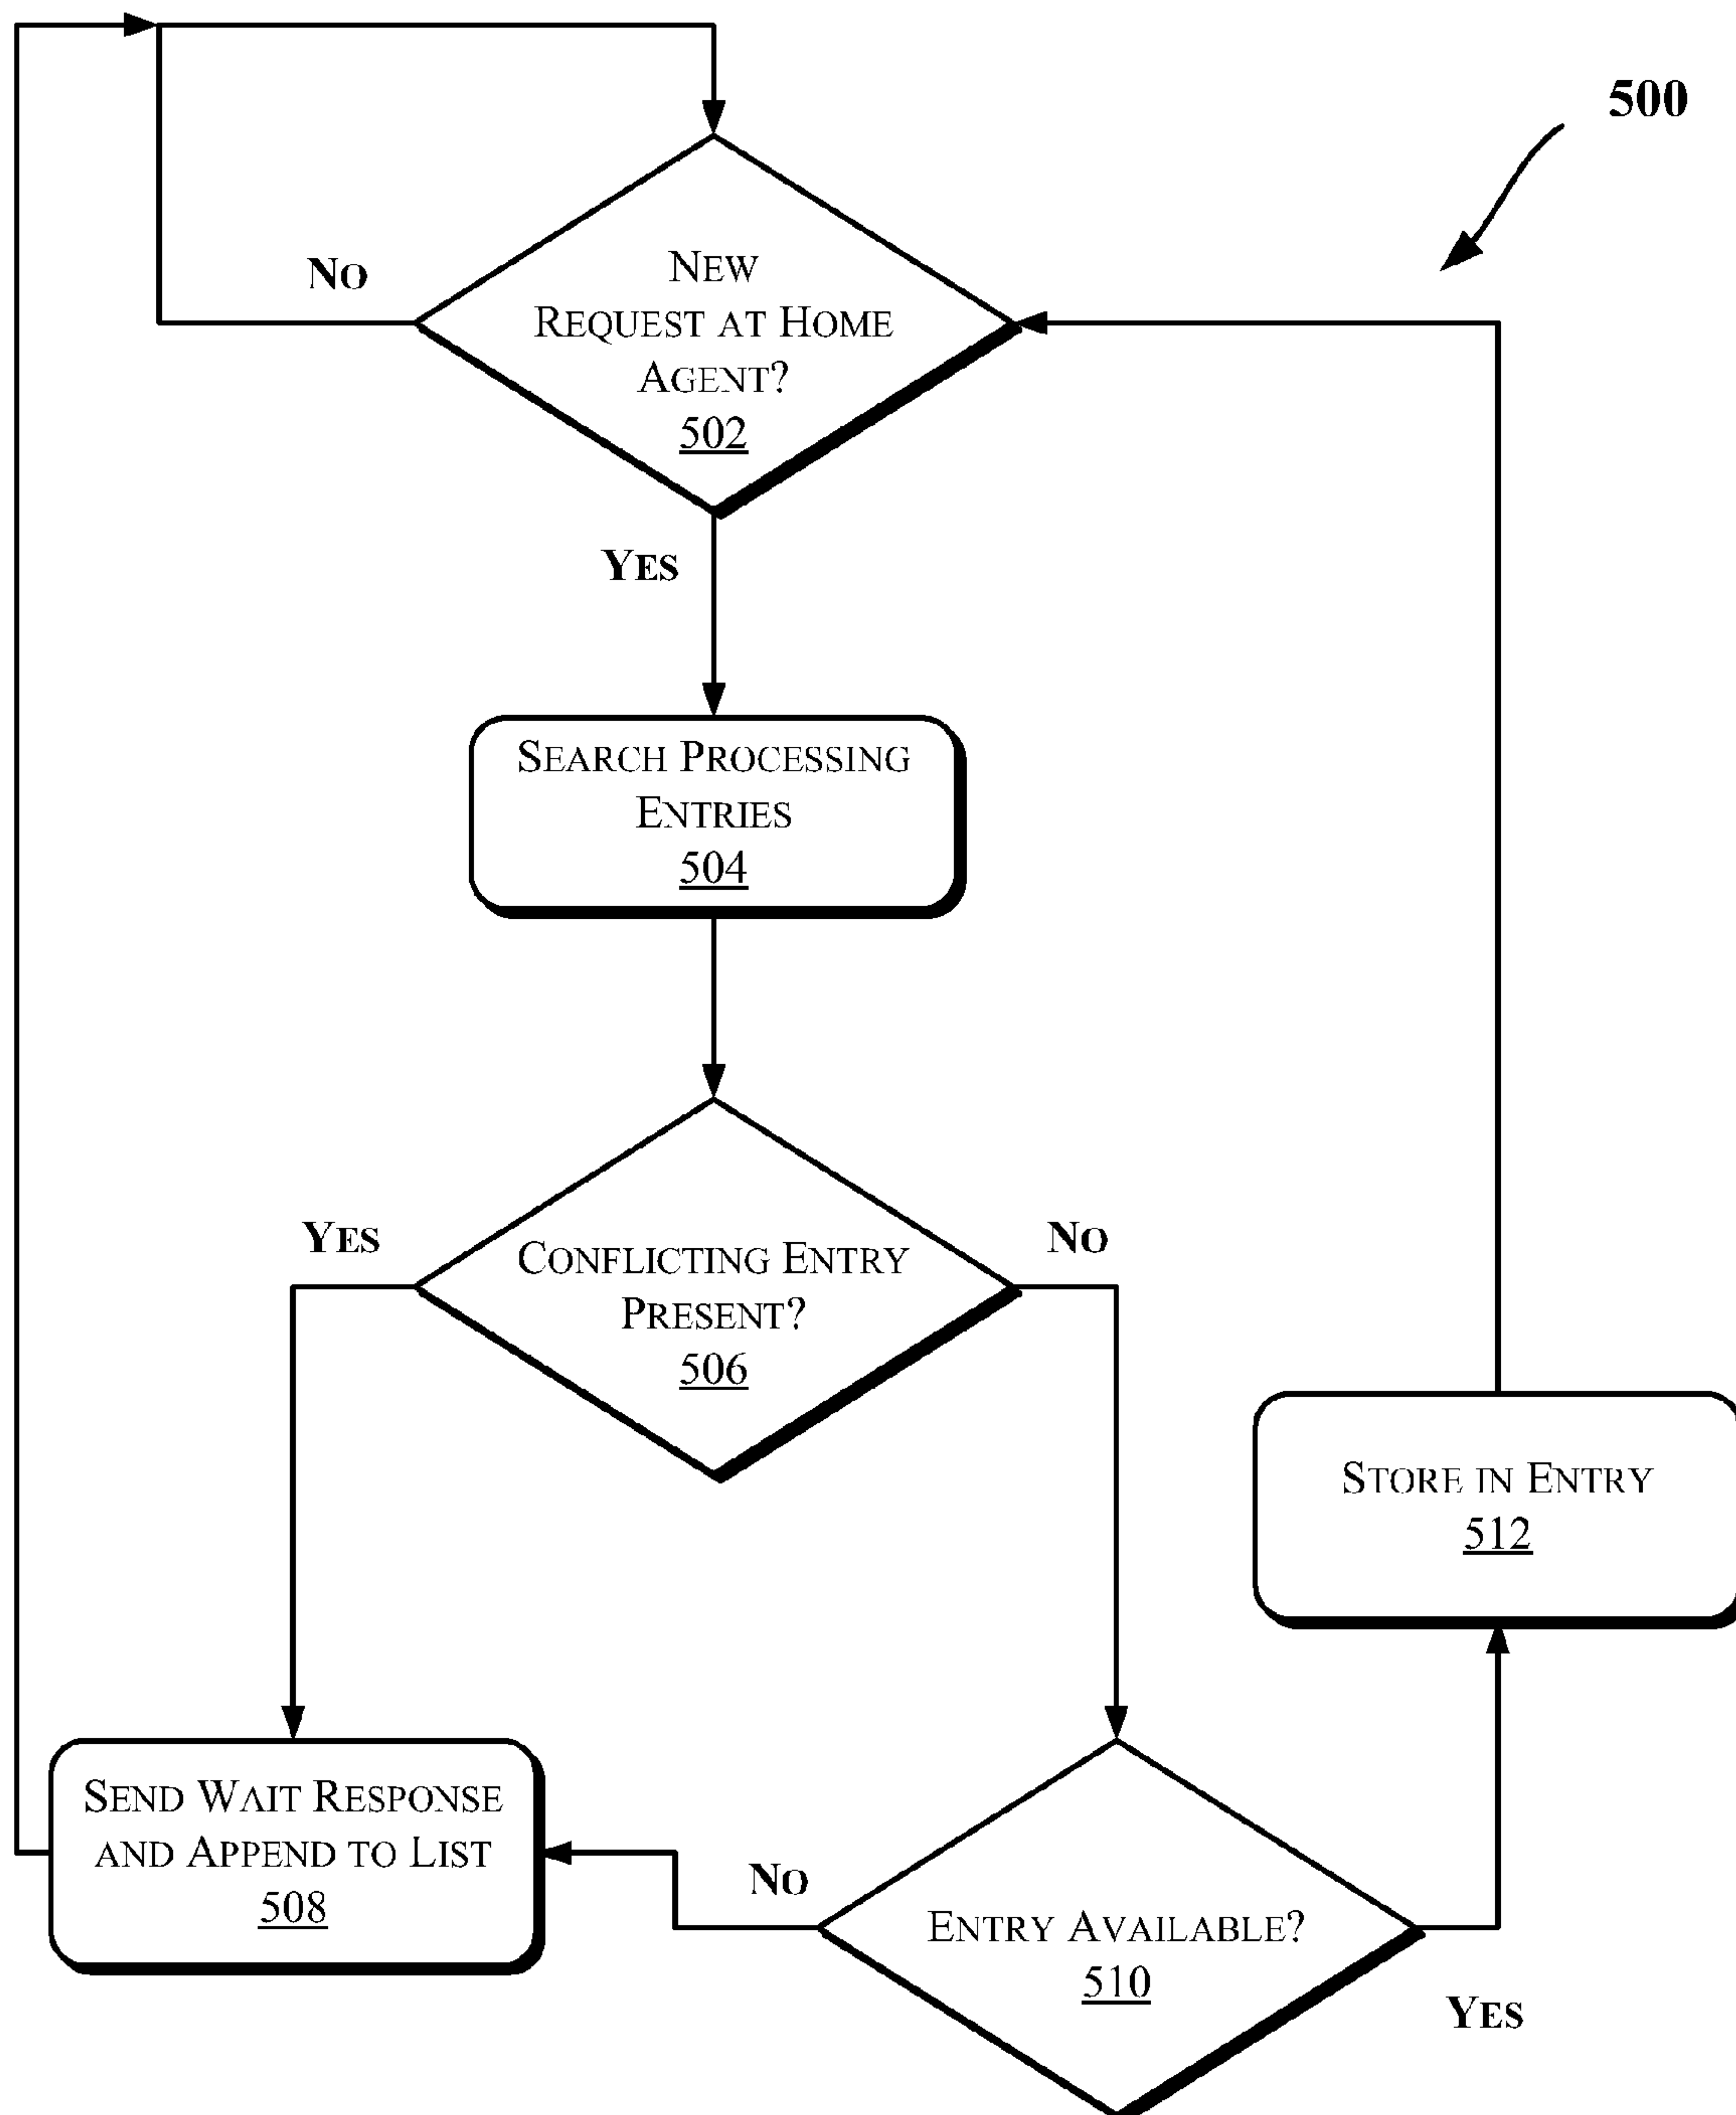 500
New
Request at Home
Agent?
502
No
Yes
Search Processing
Entries
504
Yes
No
Conflicting Entry
Present?
506
Store in Entry
512
Send Wait Response
and Append to List
508
No
Entry Available?
510
Yes